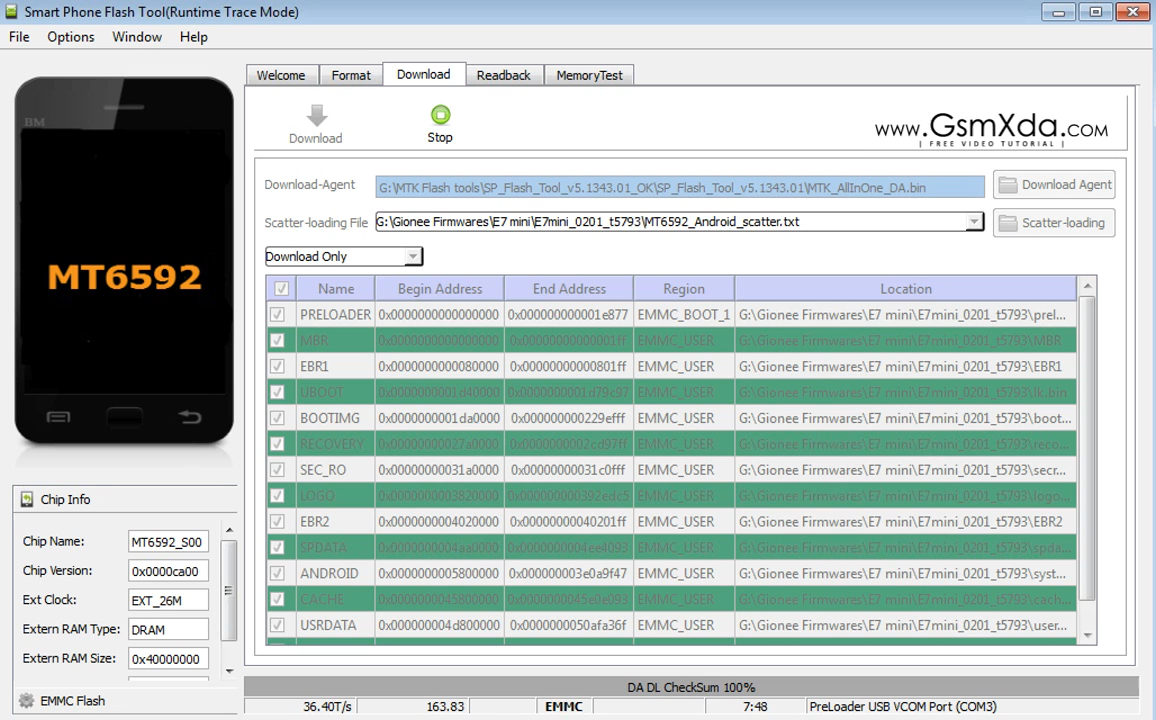 Smart Phone Flash Tool(Runtime Trace Mode)
File Options Window Help
Welcome Format Download Readback MemoryTest
Download Stop
www.GsmXda.com
| FREE VIDEO TUTORIAL |
BM
MT6592
Download-Agent G:\MTK Flash tools\SP_Flash_Tool_v5.1343.01_OK\SP_Flash_Tool_v5.1343.01\MTK_AllInOne_DA.bin Download Agent
Scatter-loading File G:\Gionee Firmwares\E7 mini\E7mini_0201_t5793\MT6592_Android_scatter.txt Scatter-loading
Download Only
Name Begin Address End Address Region Location
PRELOADER 0x0000000000000000 0x000000000001e877 EMMC_BOOT_1 G:\Gionee Firmwares\E7 mini\E7mini_0201_t5793\prel...
MBR 0x0000000000000000 0x00000000000001ff EMMC_USER G:\Gionee Firmwares\E7 mini\E7mini_0201_t5793\MBR
EBR1 0x0000000000080000 0x00000000000801ff EMMC_USER G:\Gionee Firmwares\E7 mini\E7mini_0201_t5793\EBR1
UBOOT 0x0000000001d40000 0x0000000001d79c97 EMMC_USER G:\Gionee Firmwares\E7 mini\E7mini_0201_t5793\lk.bin
BOOTIMG 0x0000000001da0000 0x000000000229efff EMMC_USER G:\Gionee Firmwares\E7 mini\E7mini_0201_t5793\boot...
RECOVERY 0x00000000027a0000 0x0000000002cd97ff EMMC_USER G:\Gionee Firmwares\E7 mini\E7mini_0201_t5793\reco...
SEC_RO 0x00000000031a0000 0x00000000031c0fff EMMC_USER G:\Gionee Firmwares\E7 mini\E7mini_0201_t5793\secr...
LOGO 0x0000000003820000 0x000000000392edc5 EMMC_USER G:\Gionee Firmwares\E7 mini\E7mini_0201_t5793\logo...
EBR2 0x0000000004020000 0x00000000040201ff EMMC_USER G:\Gionee Firmwares\E7 mini\E7mini_0201_t5793\EBR2
SPDATA 0x0000000004aa0000 0x0000000004ee4093 EMMC_USER G:\Gionee Firmwares\E7 mini\E7mini_0201_t5793\spda...
ANDROID 0x0000000005800000 0x000000003e0a9f47 EMMC_USER G:\Gionee Firmwares\E7 mini\E7mini_0201_t5793\syst...
CACHE 0x0000000045800000 0x0000000045e0e093 EMMC_USER G:\Gionee Firmwares\E7 mini\E7mini_0201_t5793\cach...
USRDATA 0x000000004d800000 0x0000000050afa36f EMMC_USER G:\Gionee Firmwares\E7 mini\E7mini_0201_t5793\user...
Chip Info
Chip Name: MT6592_S00
Chip Version: 0x0000ca00
Ext Clock: EXT_26M
Extern RAM Type: DRAM
Extern RAM Size: 0x40000000
EMMC Flash
DA DL CheckSum 100%
36.40T/s 163.83 EMMC 7:48 PreLoader USB VCOM Port (COM3)